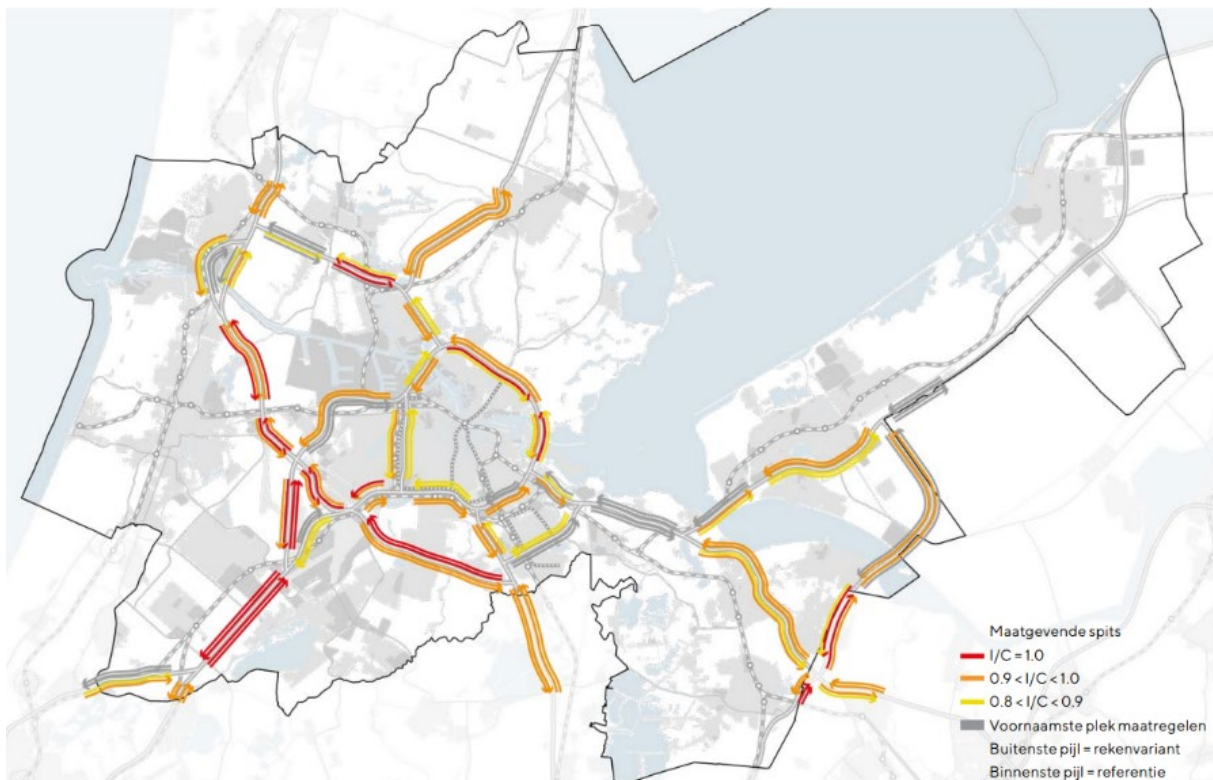 Maatgevende spits
I/C = 1.0
0.9 < I/C < 1.0
0.8 < I/C < 0.9
Voornaamste plek maatregelen
Buitenste pijl = rekenvariant
Binnenste pijl = referentie